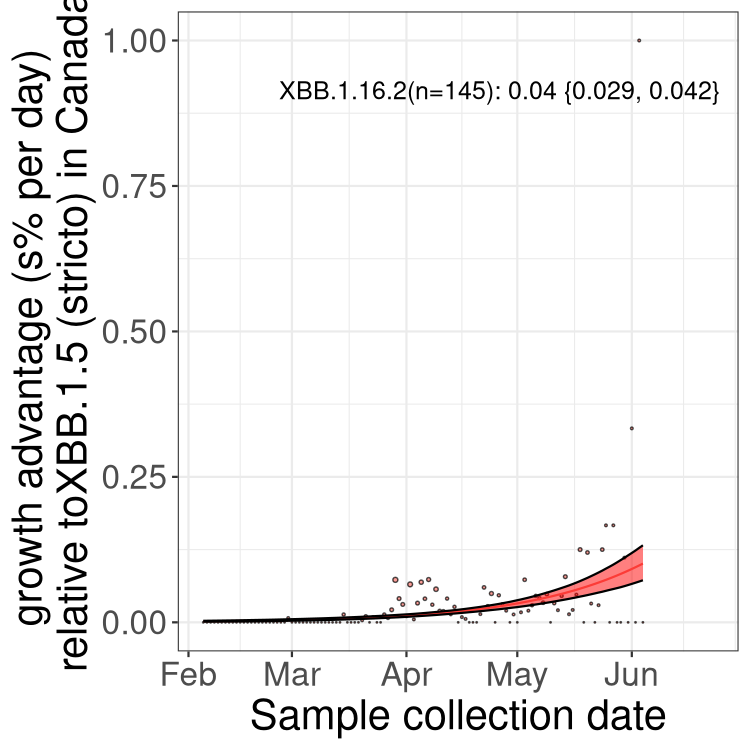 growth advantage (s% per day)
relative toXBB.1.5 (stricto) in Canada
1.00
XBB.1.16.2(n=145): 0.04 {0.029, 0.042}
0.75
0.50
0.25
0.00
Feb Mar Apr May Jun
Sample collection date